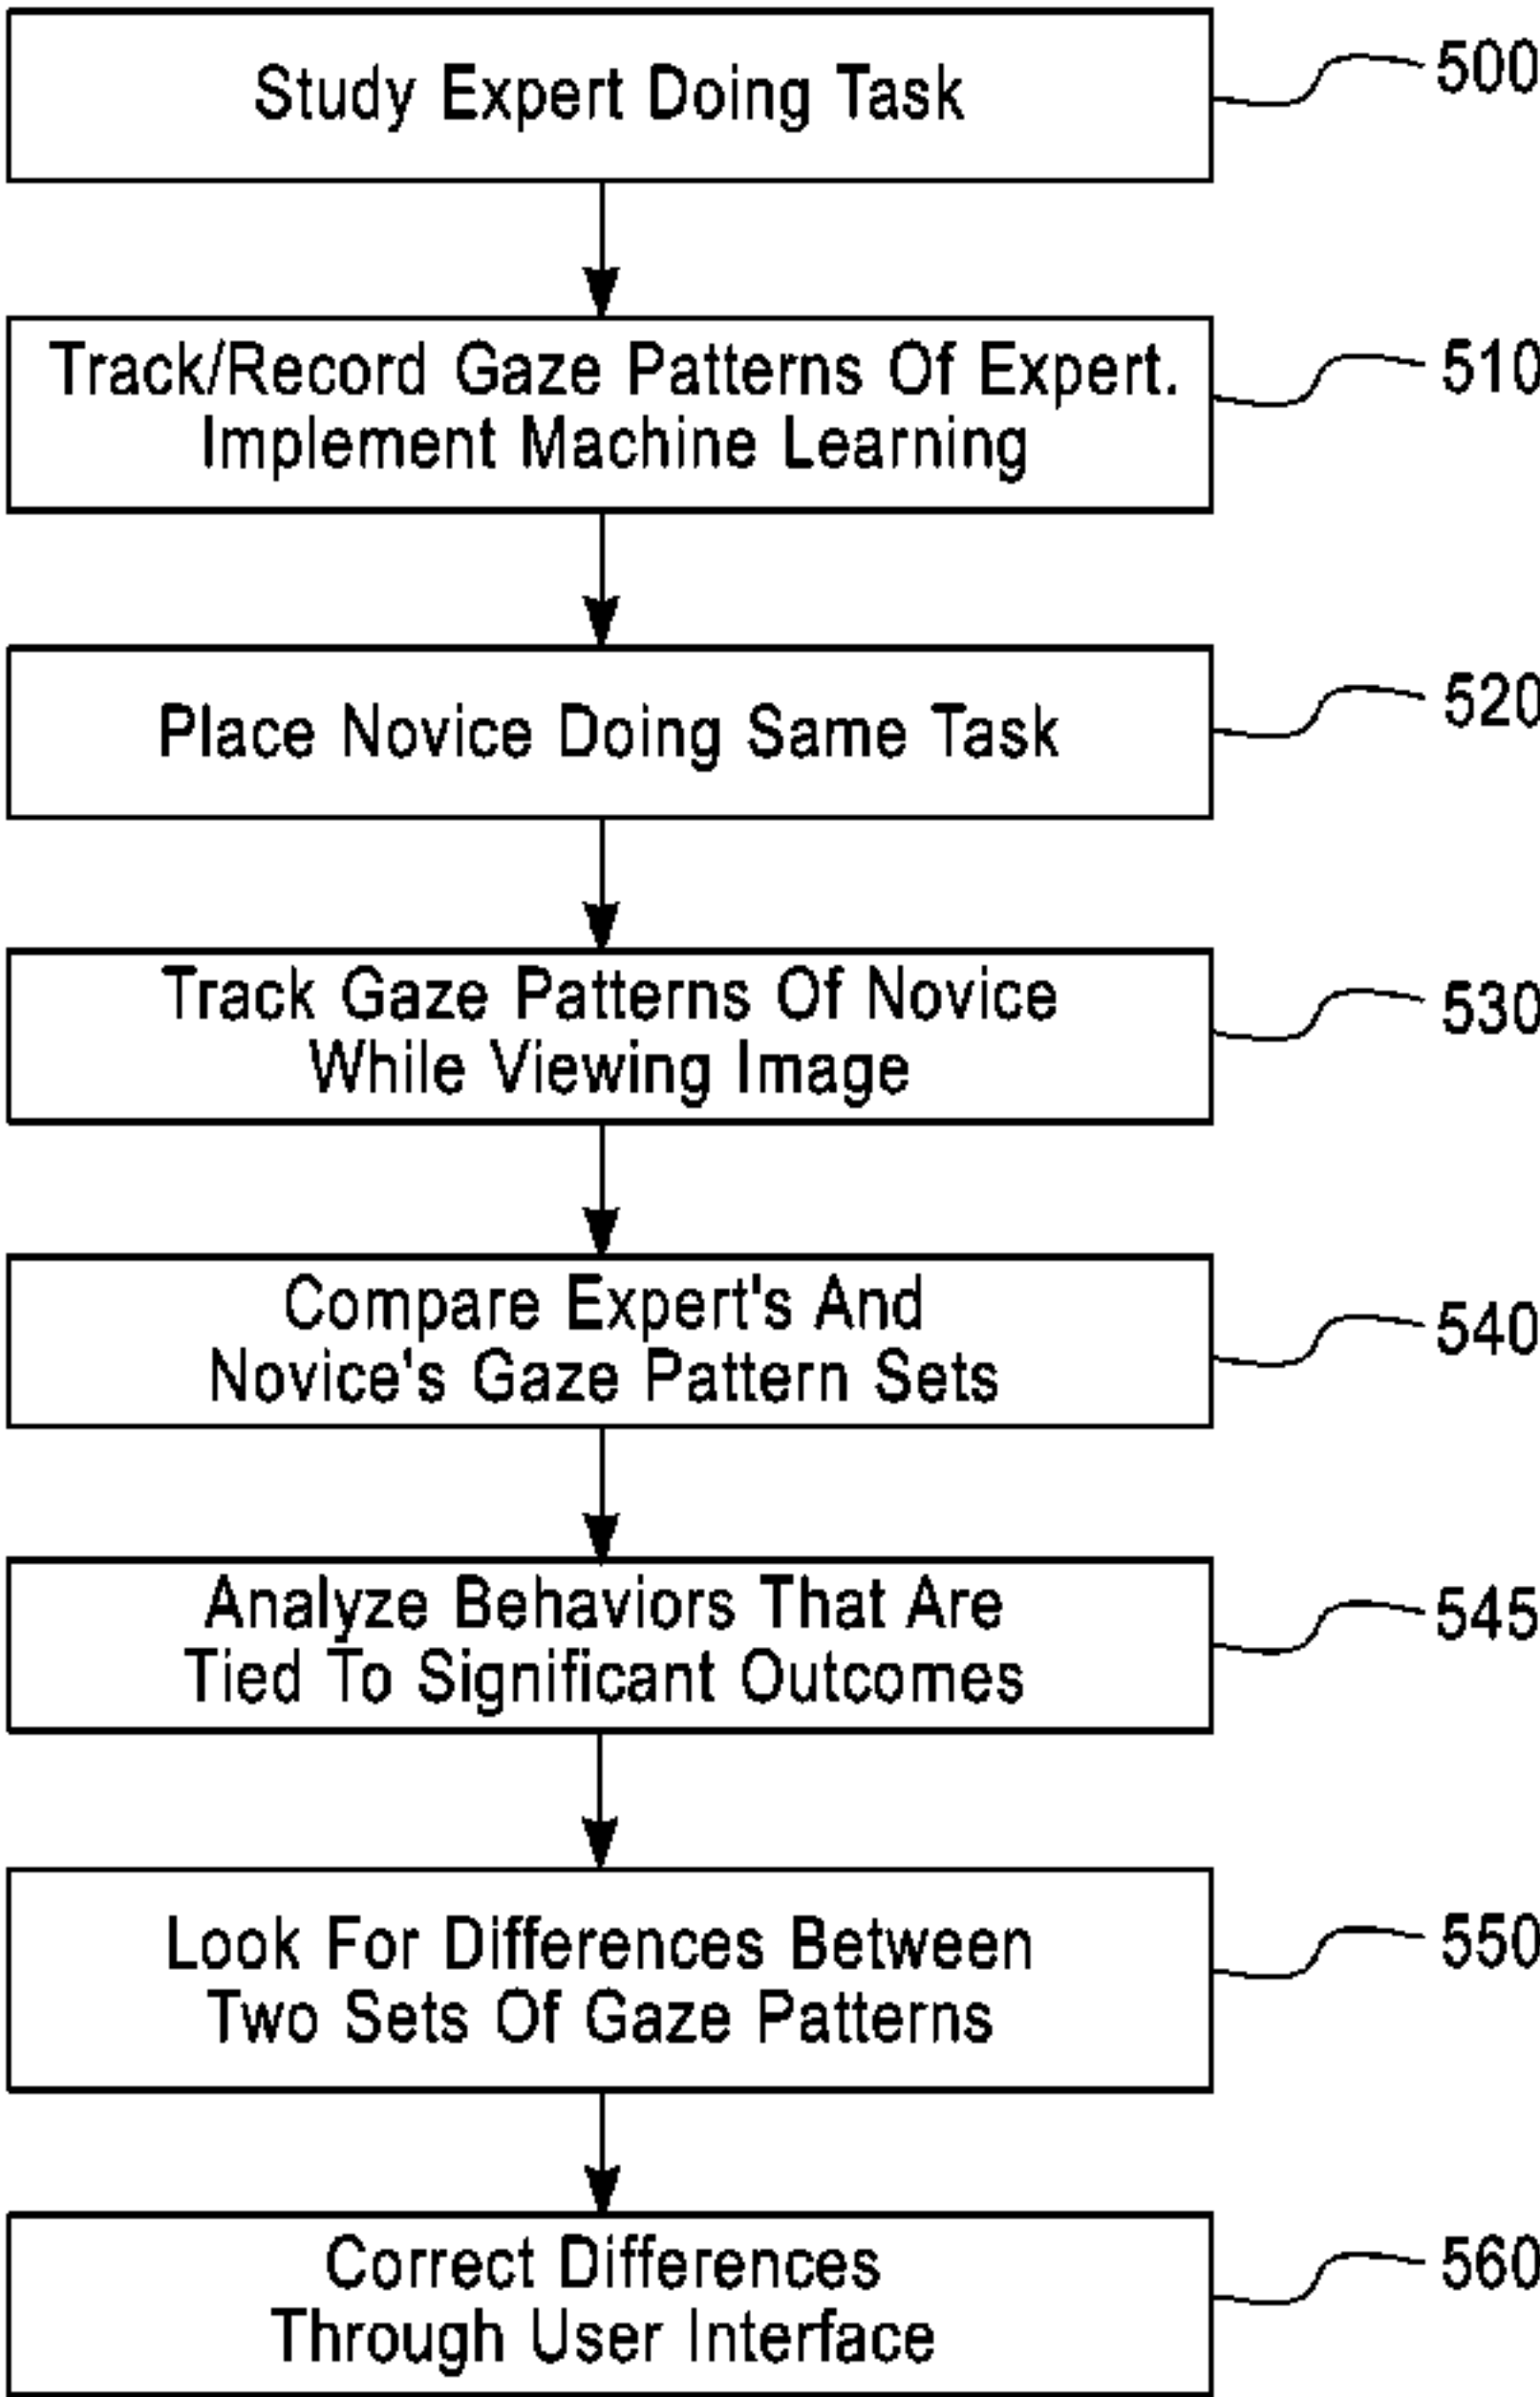 Study Expert Doing Task
500
Track/Record Gaze Patterns Of Expert.
Implement Machine Learning
510
Place Novice Doing Same Task
520
Track Gaze Patterns Of Novice
While Viewing Image
530
Compare Expert's And
Novice's Gaze Pattern Sets
540
Analyze Behaviors That Are
Tied To Significant Outcomes
545
Look For Differences Between
Two Sets Of Gaze Patterns
550
Correct Differences
Through User Interface
560